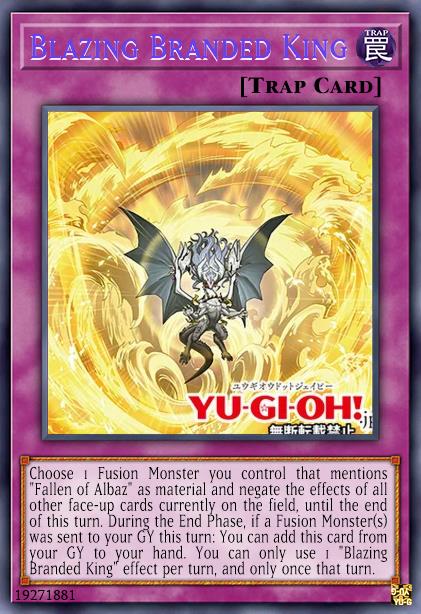 Blazing Branded King
TRAP
罠
[Trap Card]
ユウギオウドットジェイピー
YU-GI-OH!
無断転載禁止
Choose 1 Fusion Monster you control that mentions
"Fallen of Albaz" as material and negate the effects of all
other face-up cards currently on the field, until the end
of this turn. During the End Phase, if a Fusion Monster(s)
was sent to your GY this turn: You can add this card from
your GY to your hand. You can only use 1 "Blazing
Branded King" effect per turn, and only once that turn.
19271881